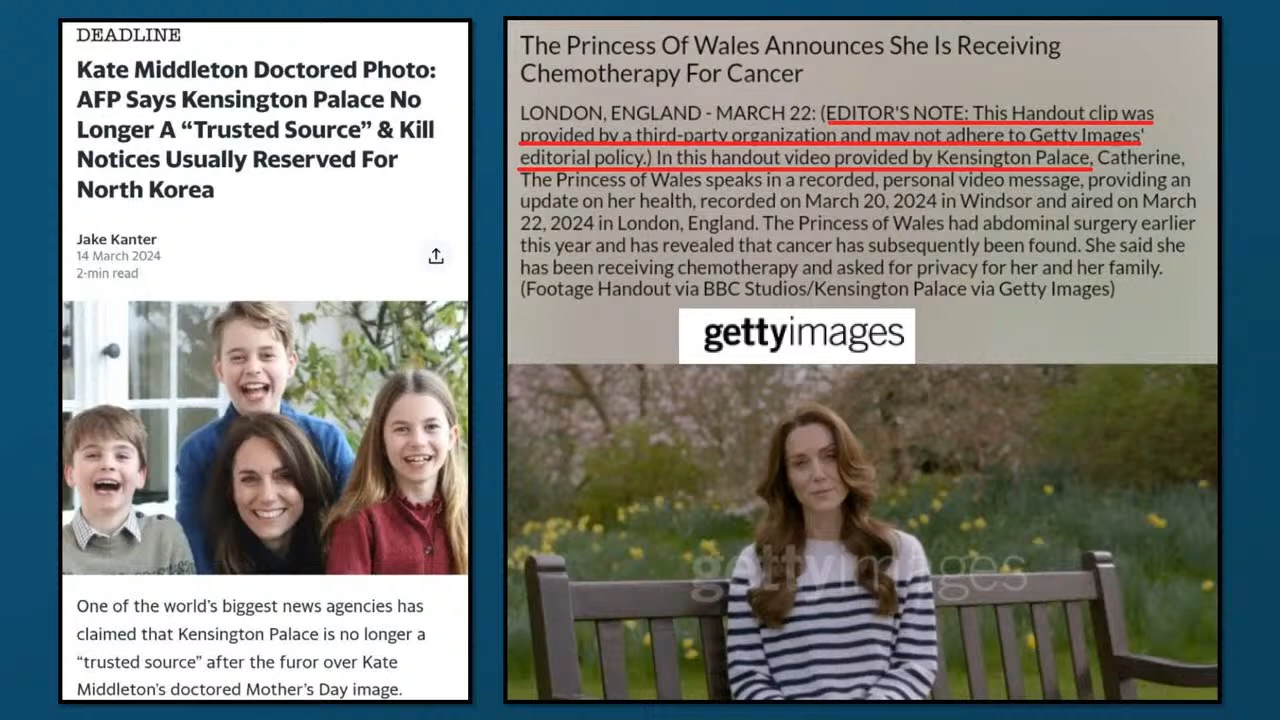 DEADLINE
Kate Middleton Doctored Photo:
AFP Says Kensington Palace No
Longer A “Trusted Source” & Kill
Notices Usually Reserved For
North Korea
Jake Kanter
14 March 2024
2-min read
One of the world’s biggest news agencies has
claimed that Kensington Palace is no longer a
“trusted source” after the furor over Kate
Middleton’s doctored Mother’s Day image.
The Princess Of Wales Announces She Is Receiving
Chemotherapy For Cancer
LONDON, ENGLAND - MARCH 22: (EDITOR'S NOTE: This Handout clip was
provided by a third-party organization and may not adhere to Getty Images'
editorial policy.) In this handout video provided by Kensington Palace, Catherine,
The Princess of Wales speaks in a recorded, personal video message, providing an
update on her health, recorded on March 20, 2024 in Windsor and aired on March
22, 2024 in London, England. The Princess of Wales had abdominal surgery earlier
this year and has revealed that cancer has subsequently been found. She said she
has been receiving chemotherapy and asked for privacy for her and her family.
(Footage Handout via BBC Studios/Kensington Palace via Getty Images)
gettyimages
gettyimages